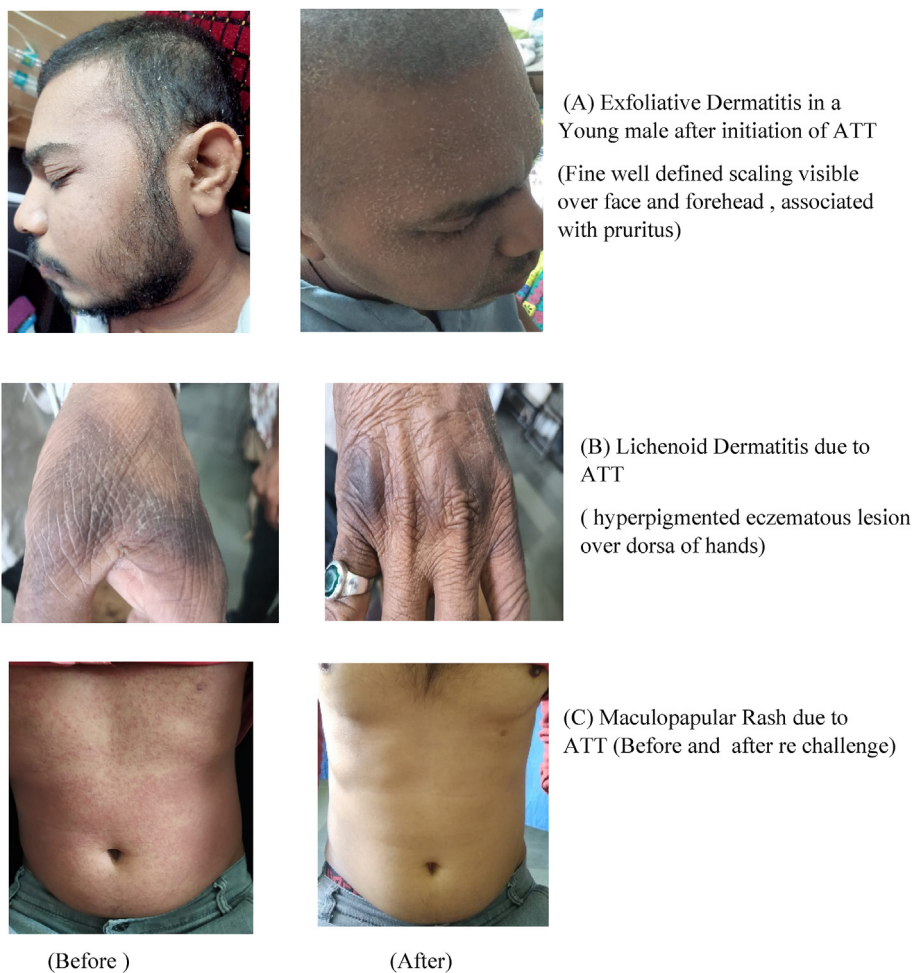 (A) Exfoliative Dermatitis in a
Young male after initiation of ATT
(Fine well defined scaling visible
over face and forehead , associated
with pruritus)
(B) Lichenoid Dermatitis due to
ATT
( hyperpigmented eczematous lesion
over dorsa of hands)
(C) Maculopapular Rash due to
ATT (Before and after re challenge)
(Before )
(After)